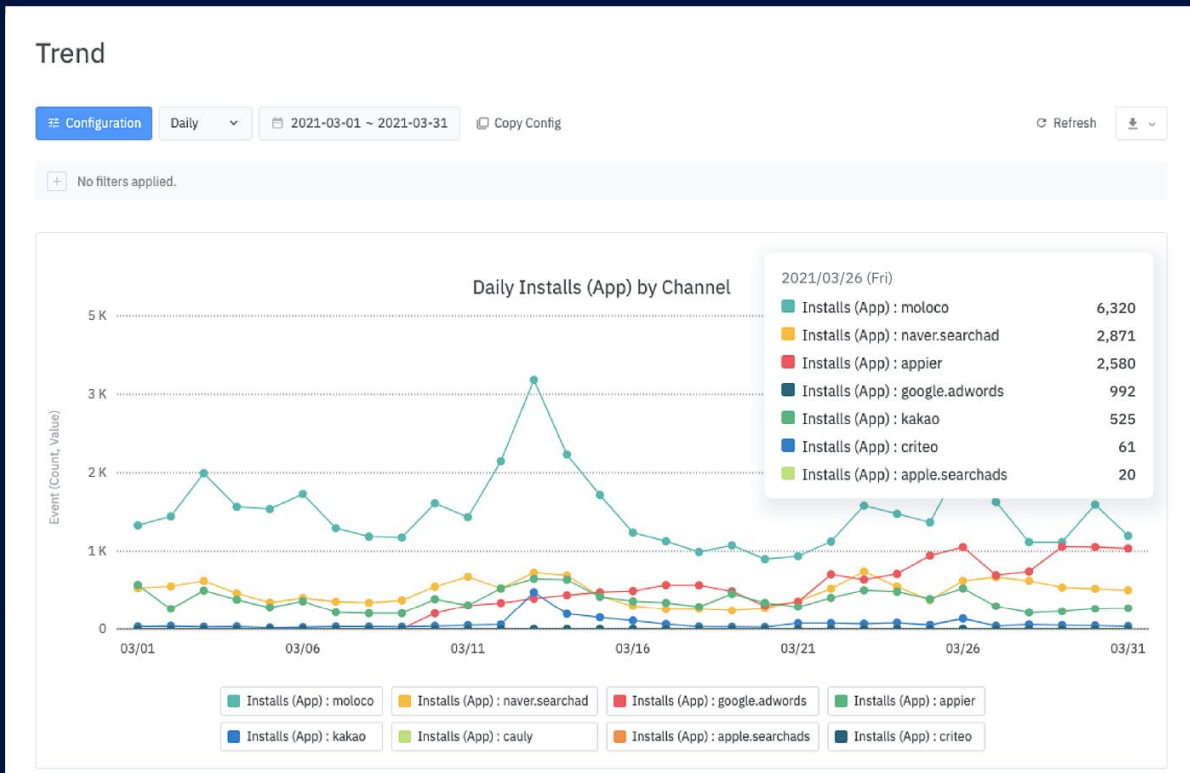 Trend
Configuration Daily 2021-03-01 ~ 2021-03-31 Copy Config Refresh
No filters applied.
Daily Installs (App) by Channel
Event (Count, Value)
5 K
3 K
2 K
1 K
0
03/01 03/06 03/11 03/16 03/21 03/26 03/31
2021/03/26 (Fri)
Installs (App) : moloco 6,320
Installs (App) : naver.searchad 2,871
Installs (App) : appier 2,580
Installs (App) : google.adwords 992
Installs (App) : kakao 525
Installs (App) : criteo 61
Installs (App) : apple.searchads 20
Installs (App) : moloco Installs (App) : naver.searchad Installs (App) : google.adwords Installs (App) : appier
Installs (App) : kakao Installs (App) : cauly Installs (App) : apple.searchads Installs (App) : criteo